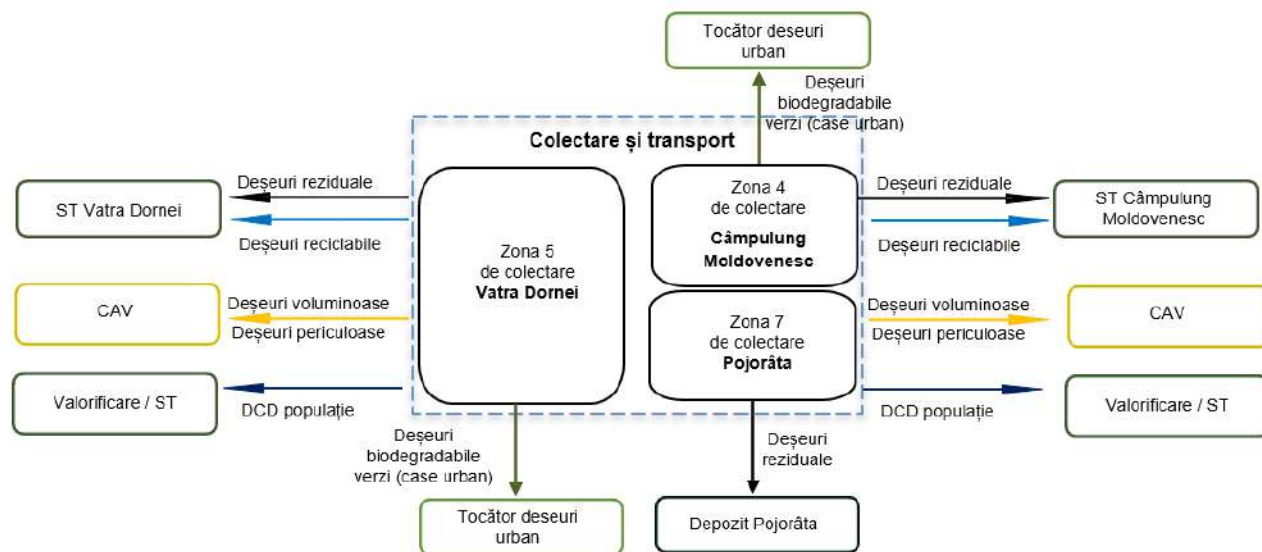 Tocător deseuri
urban
Deșeuri
biodegradabile
verzi (case urban)
Colectare și transport
Deșeuri reziduale
ST Vatra Dornei
Deșeuri reciclabile
Zona 5
de colectare
Vatra Dornei
Zona 4
de colectare
Câmpulung
Moldovenesc
Deșeuri reziduale
ST Câmpulung
Moldovenesc
Deșeuri reciclabile
CAV
Deșeuri voluminoase
Deșeuri periculoase
Zona 7
de colectare
Pojorâta
Deșeuri voluminoase
Deșeuri periculoase
CAV
Valorificare / ST
DCD populație
DCD populație
Valorificare / ST
Deșeuri
biodegradabile
verzi (case urban)
Deșeuri
reziduale
Tocător deseuri
urban
Depozit Pojorâta